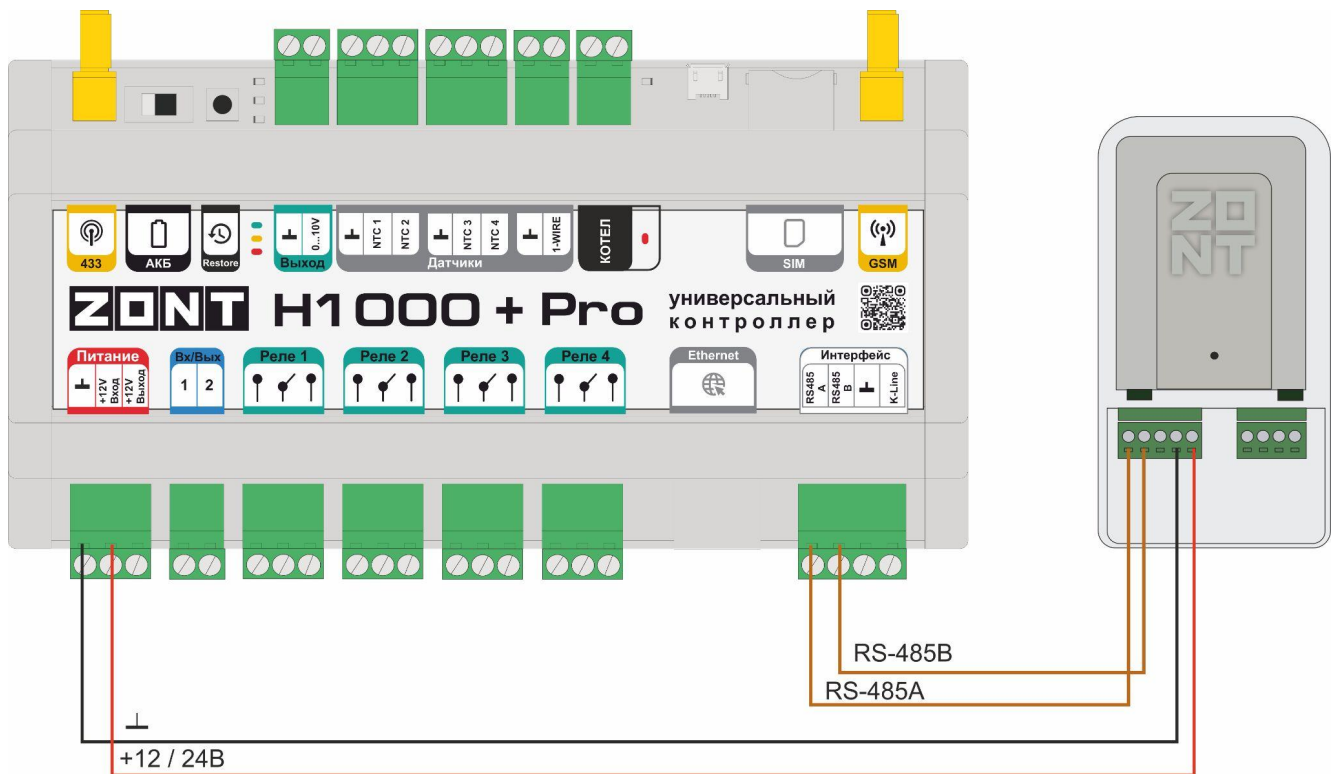 ⊥
0...10V
⊥
NTC 1
NTC 2
⊥
NTC 3
NTC 4
⊥
1-WIRE
КОТЕЛ
433
АКБ
Restore
Выход
Датчики
SIM
GSM
ZONT H1000 + Pro
универсальный
контроллер
ZONT
Питание
⊥
+12V
Вход
+12V
Выход
Вх/Вых
1 2
Реле 1
Реле 2
Реле 3
Реле 4
Ethernet
Интерфейс
RS485
A
RS485
B
⊥
K-Line
RS-485B
RS-485A
⊥
+12 / 24В